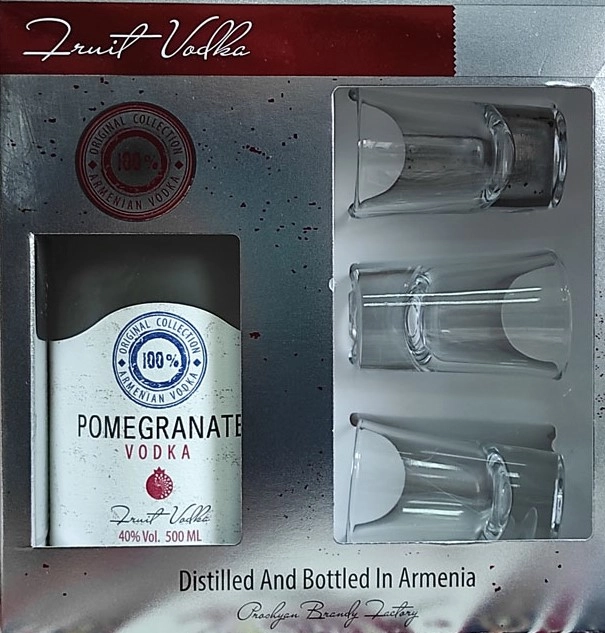 Fruit Vodka
ORIGINAL COLLECTION
100%
ARMENIAN VODKA
ORIGINAL COLLECTION
100%
ARMENIAN VODKA
POMEGRANATE
VODKA
Fruit Vodka
40% Vol. 500 ML
Distilled And Bottled In Armenia
Proshyan Brandy Factory